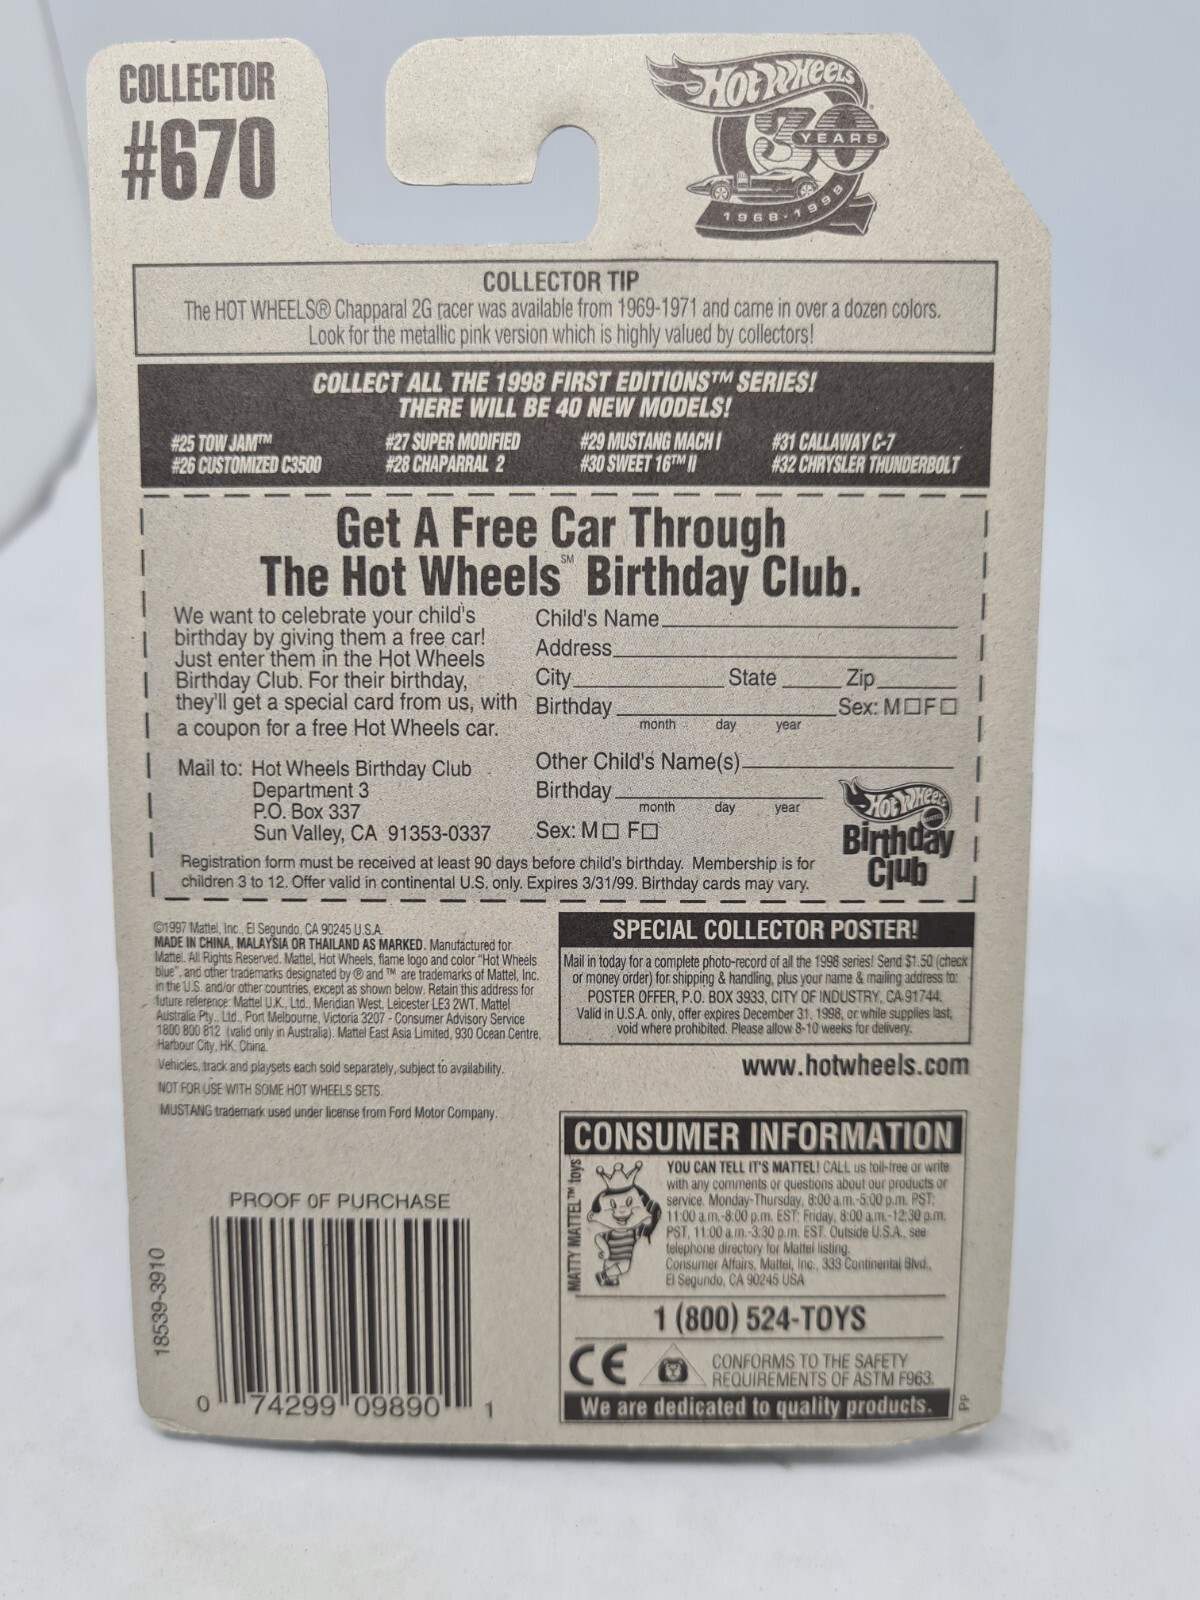 COLLECTOR
#670
HOT WHEELS®
30 YEARS
1968-1998
COLLECTOR TIP
The HOT WHEELS® Chapparal 2G racer was available from 1969-1971 and came in over a dozen colors.
Look for the metallic pink version which is highly valued by collectors!
COLLECT ALL THE 1998 FIRST EDITIONS™ SERIES!
THERE WILL BE 40 NEW MODELS!
#25 TOW JAM™ #27 SUPER MODIFIED #29 MUSTANG MACH I #31 CALLAWAY C-7
#26 CUSTOMIZED C3500 #28 CHAPARRAL 2 #30 SWEET 16™ II #32 CHRYSLER THUNDERBOLT
Get A Free Car Through
The Hot Wheels℠ Birthday Club.
We want to celebrate your child's
birthday by giving them a free car!
Just enter them in the Hot Wheels
Birthday Club. For their birthday,
they'll get a special card from us, with
a coupon for a free Hot Wheels car.
Mail to: Hot Wheels Birthday Club
Department 3
P.O. Box 337
Sun Valley, CA 91353-0337
Child's Name
Address
City State Zip
Birthday Sex: M□ F□
month day year
Other Child's Name(s)
Birthday
month day year
Sex: M□ F□
HOT WHEELS
MATTEL
Birthday
Club
Registration form must be received at least 90 days before child's birthday. Membership is for
children 3 to 12. Offer valid in continental U.S. only. Expires 3/31/99. Birthday cards may vary.
©1997 Mattel, Inc., El Segundo, CA 90245 U.S.A.
MADE IN CHINA, MALAYSIA OR THAILAND AS MARKED. Manufactured for
Mattel. All Rights Reserved. Mattel, Hot Wheels, flame logo and color "Hot Wheels
blue", and other trademarks designated by ® and ™ are trademarks of Mattel, Inc.
in the U.S. and/or other countries, except as shown below. Retain this address for
future reference: Mattel U.K., Ltd., Meridian West, Leicester LE3 2WT. Mattel
Australia Pty., Ltd., Port Melbourne, Victoria 3207 - Consumer Advisory Service
1800 800 812 (valid only in Australia). Mattel East Asia Limited, 930 Ocean Centre,
Harbour City, HK, China.
Vehicles, track and playsets each sold separately, subject to availability.
NOT FOR USE WITH SOME HOT WHEELS SETS.
MUSTANG trademark used under license from Ford Motor Company.
SPECIAL COLLECTOR POSTER!
Mail in today for a complete photo-record of all the 1998 series! Send $1.50 (check
or money order) for shipping & handling, plus your name & mailing address to:
POSTER OFFER, P.O. BOX 3933, CITY OF INDUSTRY, CA 91744.
Valid in U.S.A. only, offer expires December 31, 1998, or while supplies last,
void where prohibited. Please allow 8-10 weeks for delivery.
www.hotwheels.com
CONSUMER INFORMATION
MATTY MATTEL™ toys
YOU CAN TELL IT'S MATTEL! CALL us toll-free or write
with any comments or questions about our products or
service. Monday-Thursday, 8:00 a.m.-5:00 p.m. PST;
11:00 a.m.-8:00 p.m. EST; Friday, 8:00 a.m.-12:30 p.m.
PST, 11:00 a.m.-3:30 p.m. EST. Outside U.S.A., see
telephone directory for Mattel listing.
Consumer Affairs, Mattel, Inc., 333 Continental Blvd.,
El Segundo, CA 90245 USA
1 (800) 524-TOYS
CE
CONFORMS TO THE SAFETY
REQUIREMENTS OF ASTM F963.
We are dedicated to quality products.
PP
PROOF OF PURCHASE
18539-3910
0 74299 09890 1